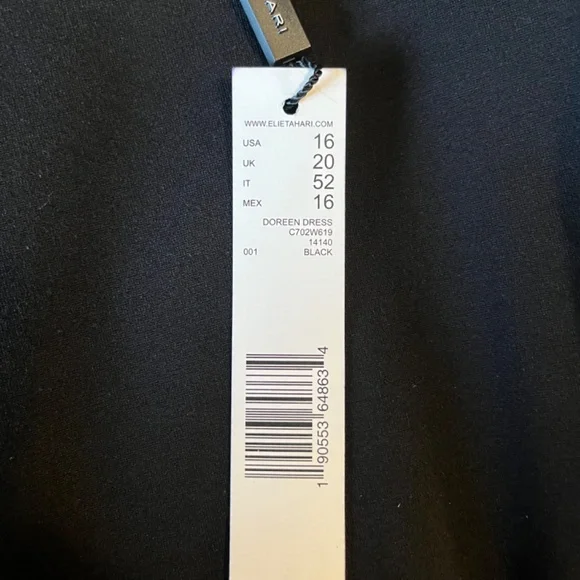 ARI
WWW.ELIETAHARI.COM
USA 16
UK 20
IT 52
MEX 16
DOREEN DRESS
C702W619
14140
001 BLACK
1 90553 64863 4